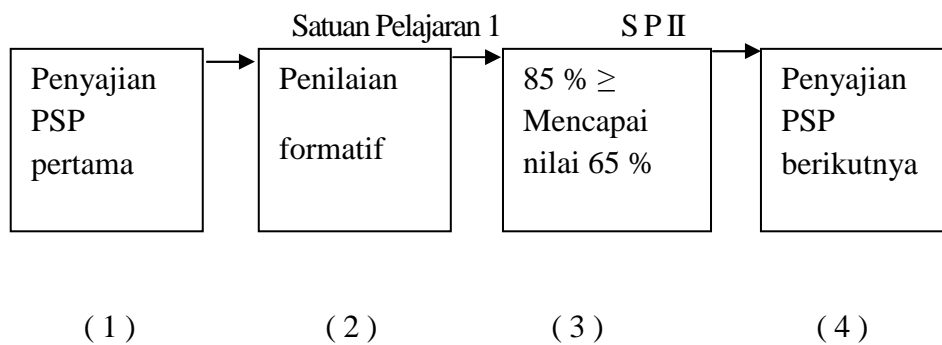 Satuan Pelajaran 1
S P II
Penyajian
PSP
pertama
Penilaian
formatif
85 % ≥
Mencapai
nilai 65 %
Penyajian
PSP
berikutnya
( 1 )
( 2 )
( 3 )
( 4 )